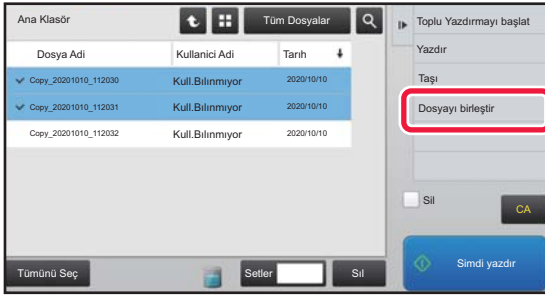 Ana Klasör
Tüm Dosyalar
Dosya Adi Kullanici Adi Tarıh
Copy_20201010_112030 Kull.Bılınmıyor 2020/10/10
Copy_20201010_112031 Kull.Bılınmıyor 2020/10/10
Copy_20201010_112032 Kull.Bılınmıyor 2020/10/10
Tümünü Seç
Setler
Sıl
Toplu Yazdırmayı başlat
Yazdır
Taşı
Dosyayı birleştir
Sil
CA
Simdi yazdır